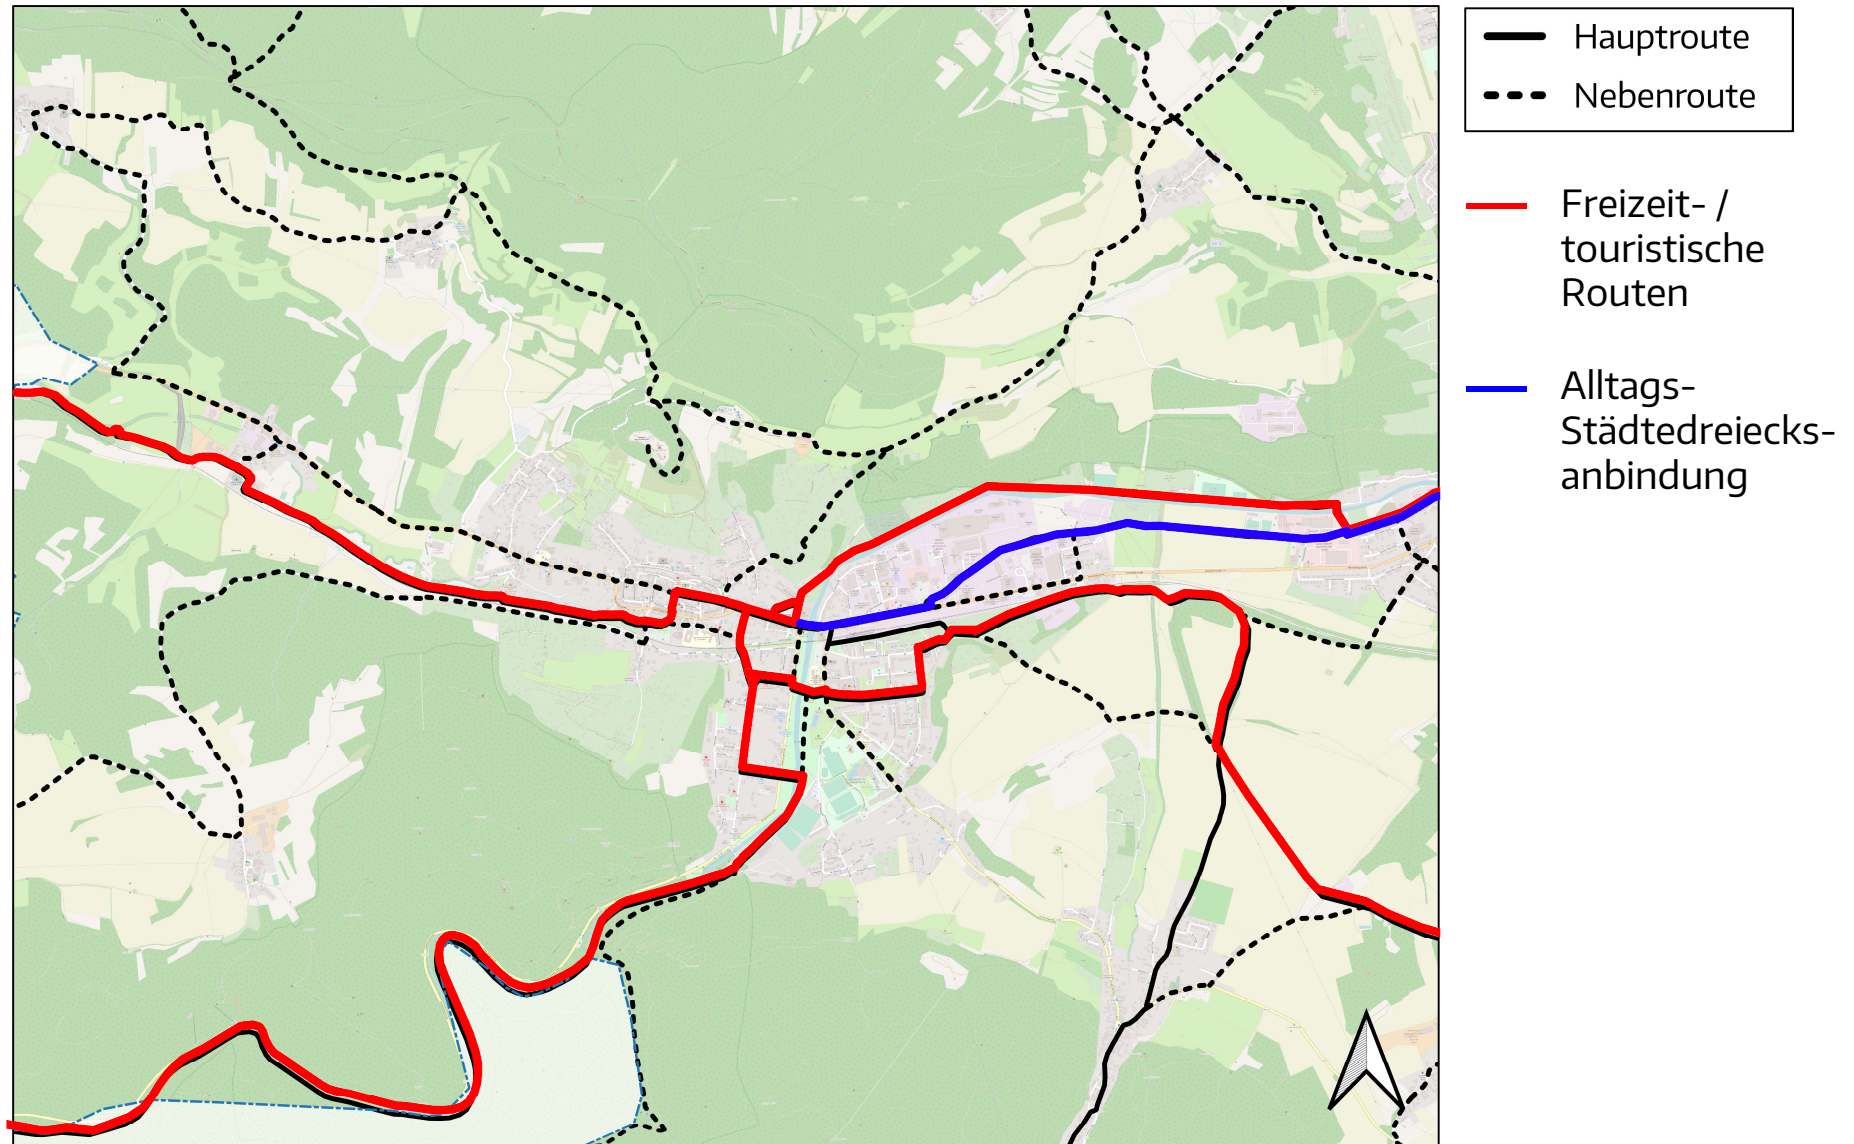 Hauptroute
Nebenroute
Freizeit- /
touristische
Routen
Alltags-
Städtedreiecks-
anbindung